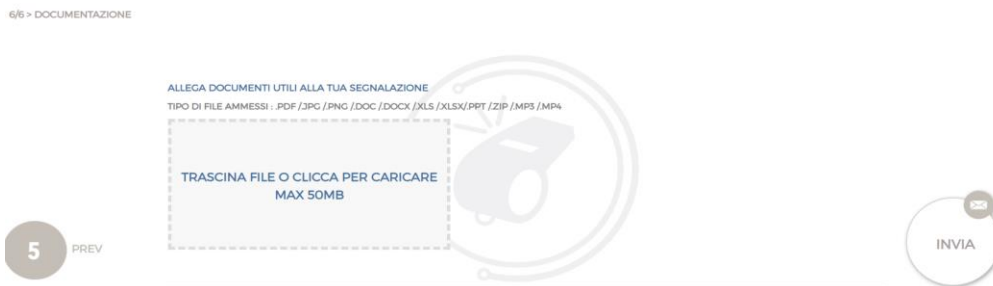 6/6 > DOCUMENTAZIONE
ALLEGA DOCUMENTI UTILI ALLA TUA SEGNALAZIONE
TIPO DI FILE AMMESSI : .PDF /.JPG /.PNG /.DOC /.DOCX /.XLS /.XLSX/.PPT /.ZIP /.MP3 /.MP4
TRASCINA FILE O CLICCA PER CARICARE
MAX 50MB
5 PREV
INVIA